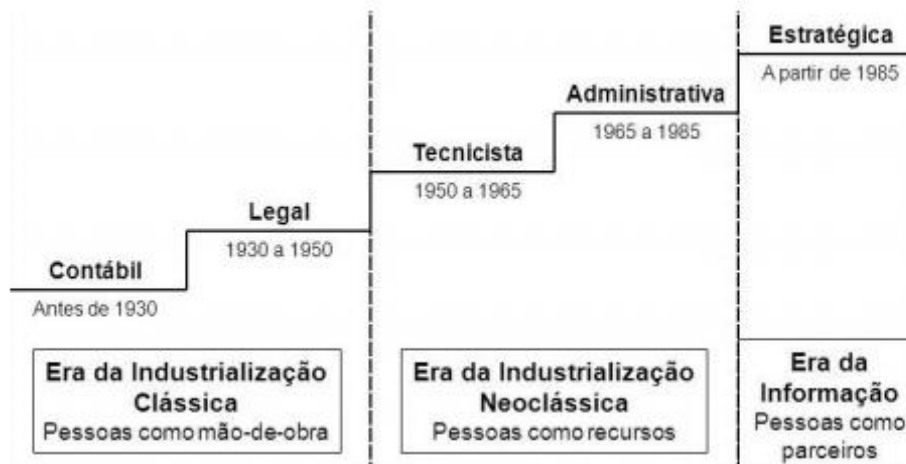 Estratégica
A partir de 1985
Administrativa
1965 a 1985
Tecnicista
1950 a 1965
Legal
1930 a 1950
Contábil
Antes de 1930
Era da Industrialização
Clássica
Pessoas como mão-de-obra
Era da Industrialização
Neoclássica
Pessoas como recursos
Era da
Informação
Pessoas como
parceiros